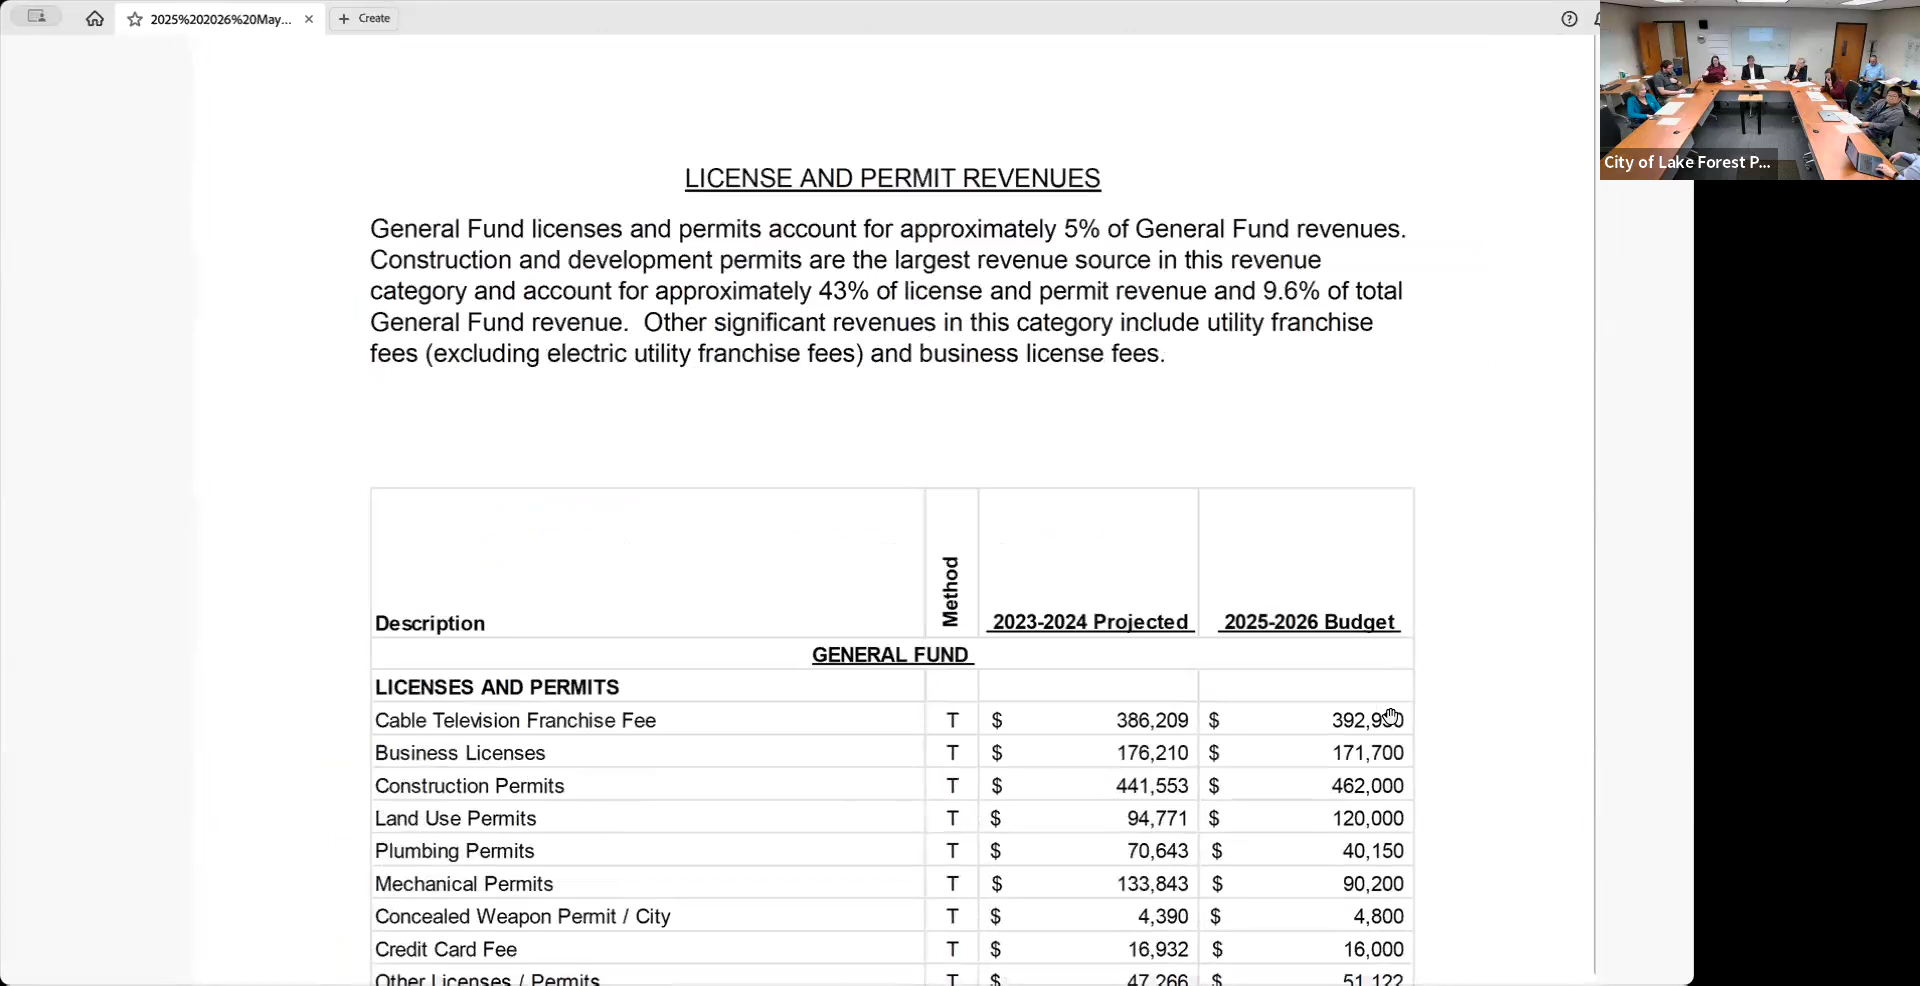 2025%202026%20May...
Create
City of Lake Forest P...
LICENSE AND PERMIT REVENUES
General Fund licenses and permits account for approximately 5% of General Fund revenues.
Construction and development permits are the largest revenue source in this revenue
category and account for approximately 43% of license and permit revenue and 9.6% of total
General Fund revenue. Other significant revenues in this category include utility franchise
fees (excluding electric utility franchise fees) and business license fees.
Description Method 2023-2024 Projected 2025-2026 Budget
GENERAL FUND
LICENSES AND PERMITS
Cable Television Franchise Fee T $ 386,209 $
Business Licenses T $ 176,210 $ 171,700
Construction Permits T $ 441,553 $ 462,000
Land Use Permits T $ 94,771 $ 120,000
Plumbing Permits T $ 70,643 $ 40,150
Mechanical Permits T $ 133,843 $ 90,200
Concealed Weapon Permit / City T $ 4,390 $ 4,800
Credit Card Fee T $ 16,932 $ 16,000
Other Licenses / Permits T $ 47,266 $ 51,122